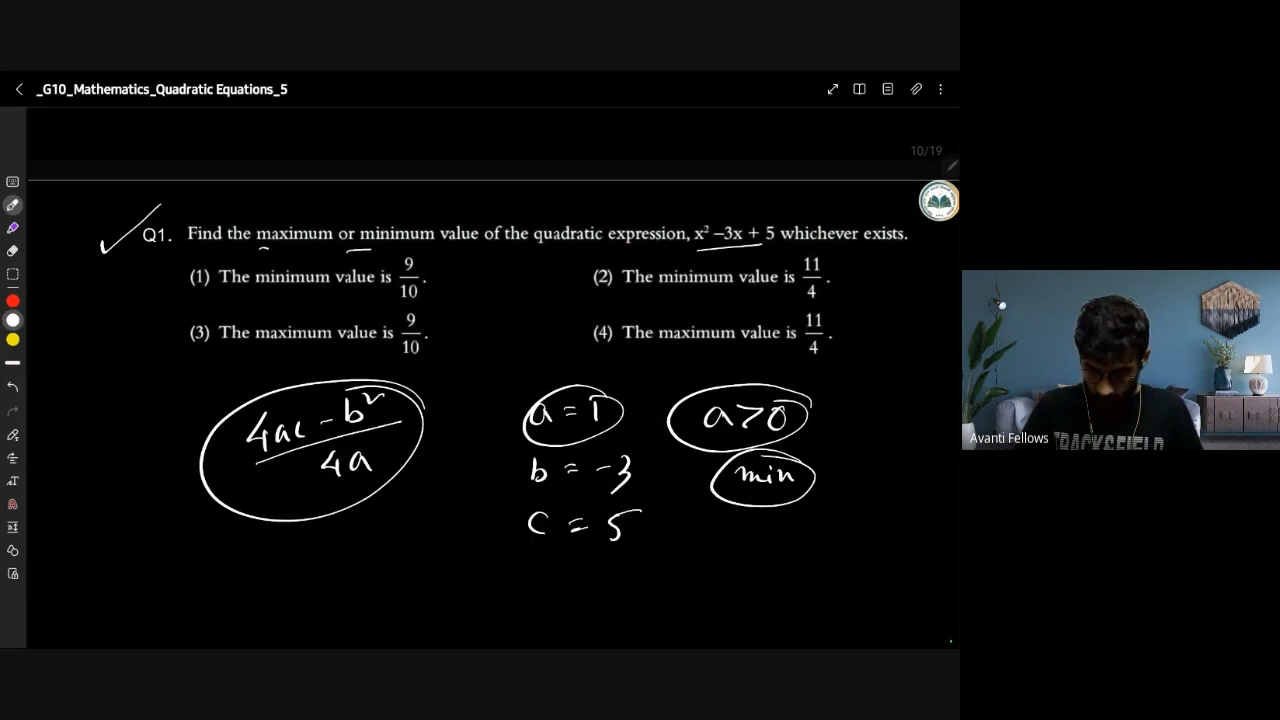 _G10_Mathematics_Quadratic Equations_5
10/19
Q1. Find the maximum or minimum value of the quadratic expression, x² –3x + 5 whichever exists.
(1) The minimum value is 9/10.
(2) The minimum value is 11/4.
(3) The maximum value is 9/10.
(4) The maximum value is 11/4.
4ac - b²
4a
a = 1
a > 0
b = -3
min
c = 5
Avanti Fellows
TRACK&FIELD